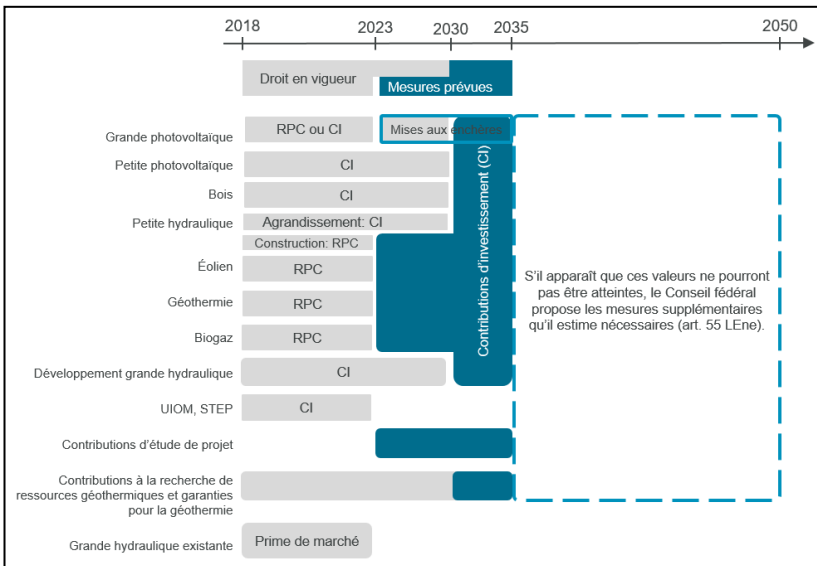 2018 2023 2030 2035 2050
Droit en vigueur
Mesures prévues
Grande photovoltaïque RPC ou CI Mises aux enchères
Petite photovoltaïque CI
Bois CI
Petite hydraulique Agrandissement: CI
Construction: RPC
Éolien RPC
Géothermie RPC
Biogaz RPC
Développement grande hydraulique CI
UIOM, STEP CI
Contributions d'étude de projet
Contributions à la recherche de
ressources géothermiques et garanties
pour la géothermie
Grande hydraulique existante Prime de marché
Contributions d'investissement (CI)
S'il apparaît que ces valeurs ne pourront
pas être atteintes, le Conseil fédéral
propose les mesures supplémentaires
qu'il estime nécessaires (art. 55 LEne).